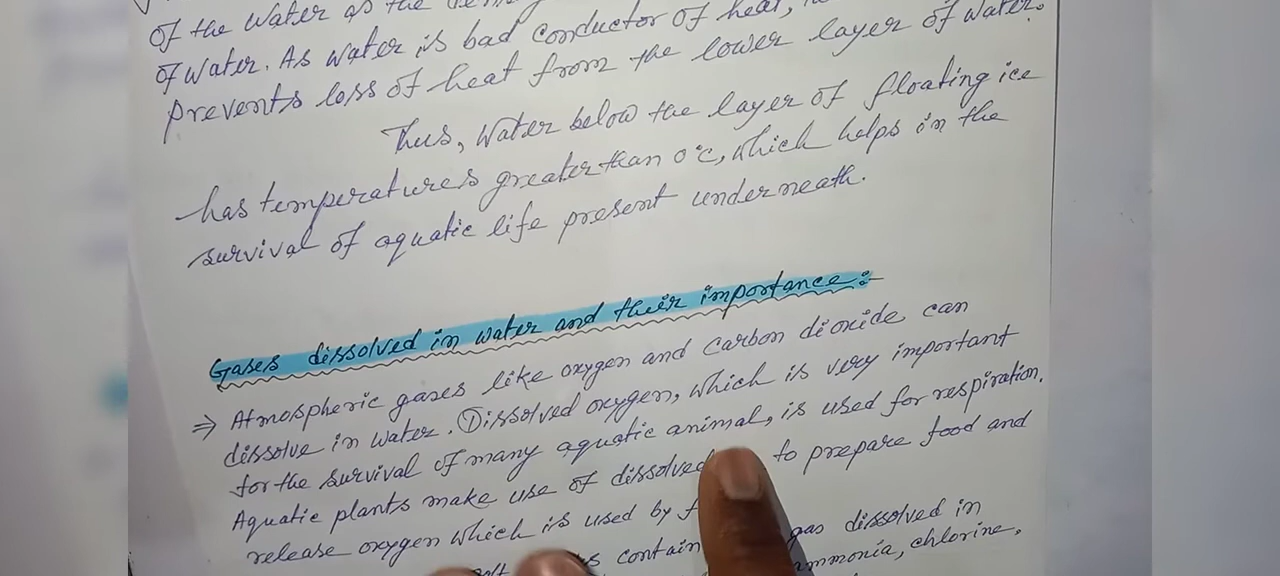 of the water as the
of water. As water is bad conductor of heat,
prevents loss of heat from the lower layer of water.
Thus, water below the layer of floating ice
has temperatures greater than 0°C, which helps in the
survival of aquatic life present underneath.
Gases dissolved in water and their importance:-
⇒ Atmospheric gases like oxygen and carbon dioxide can
dissolve in water. Dissolved oxygen, which is very important
for the survival of many aquatic animal, is used for respiration.
Aquatic plants make use of dissolved to prepare food and
release oxygen which is used by
contain gas dissolved in
ammonia, chlorine,